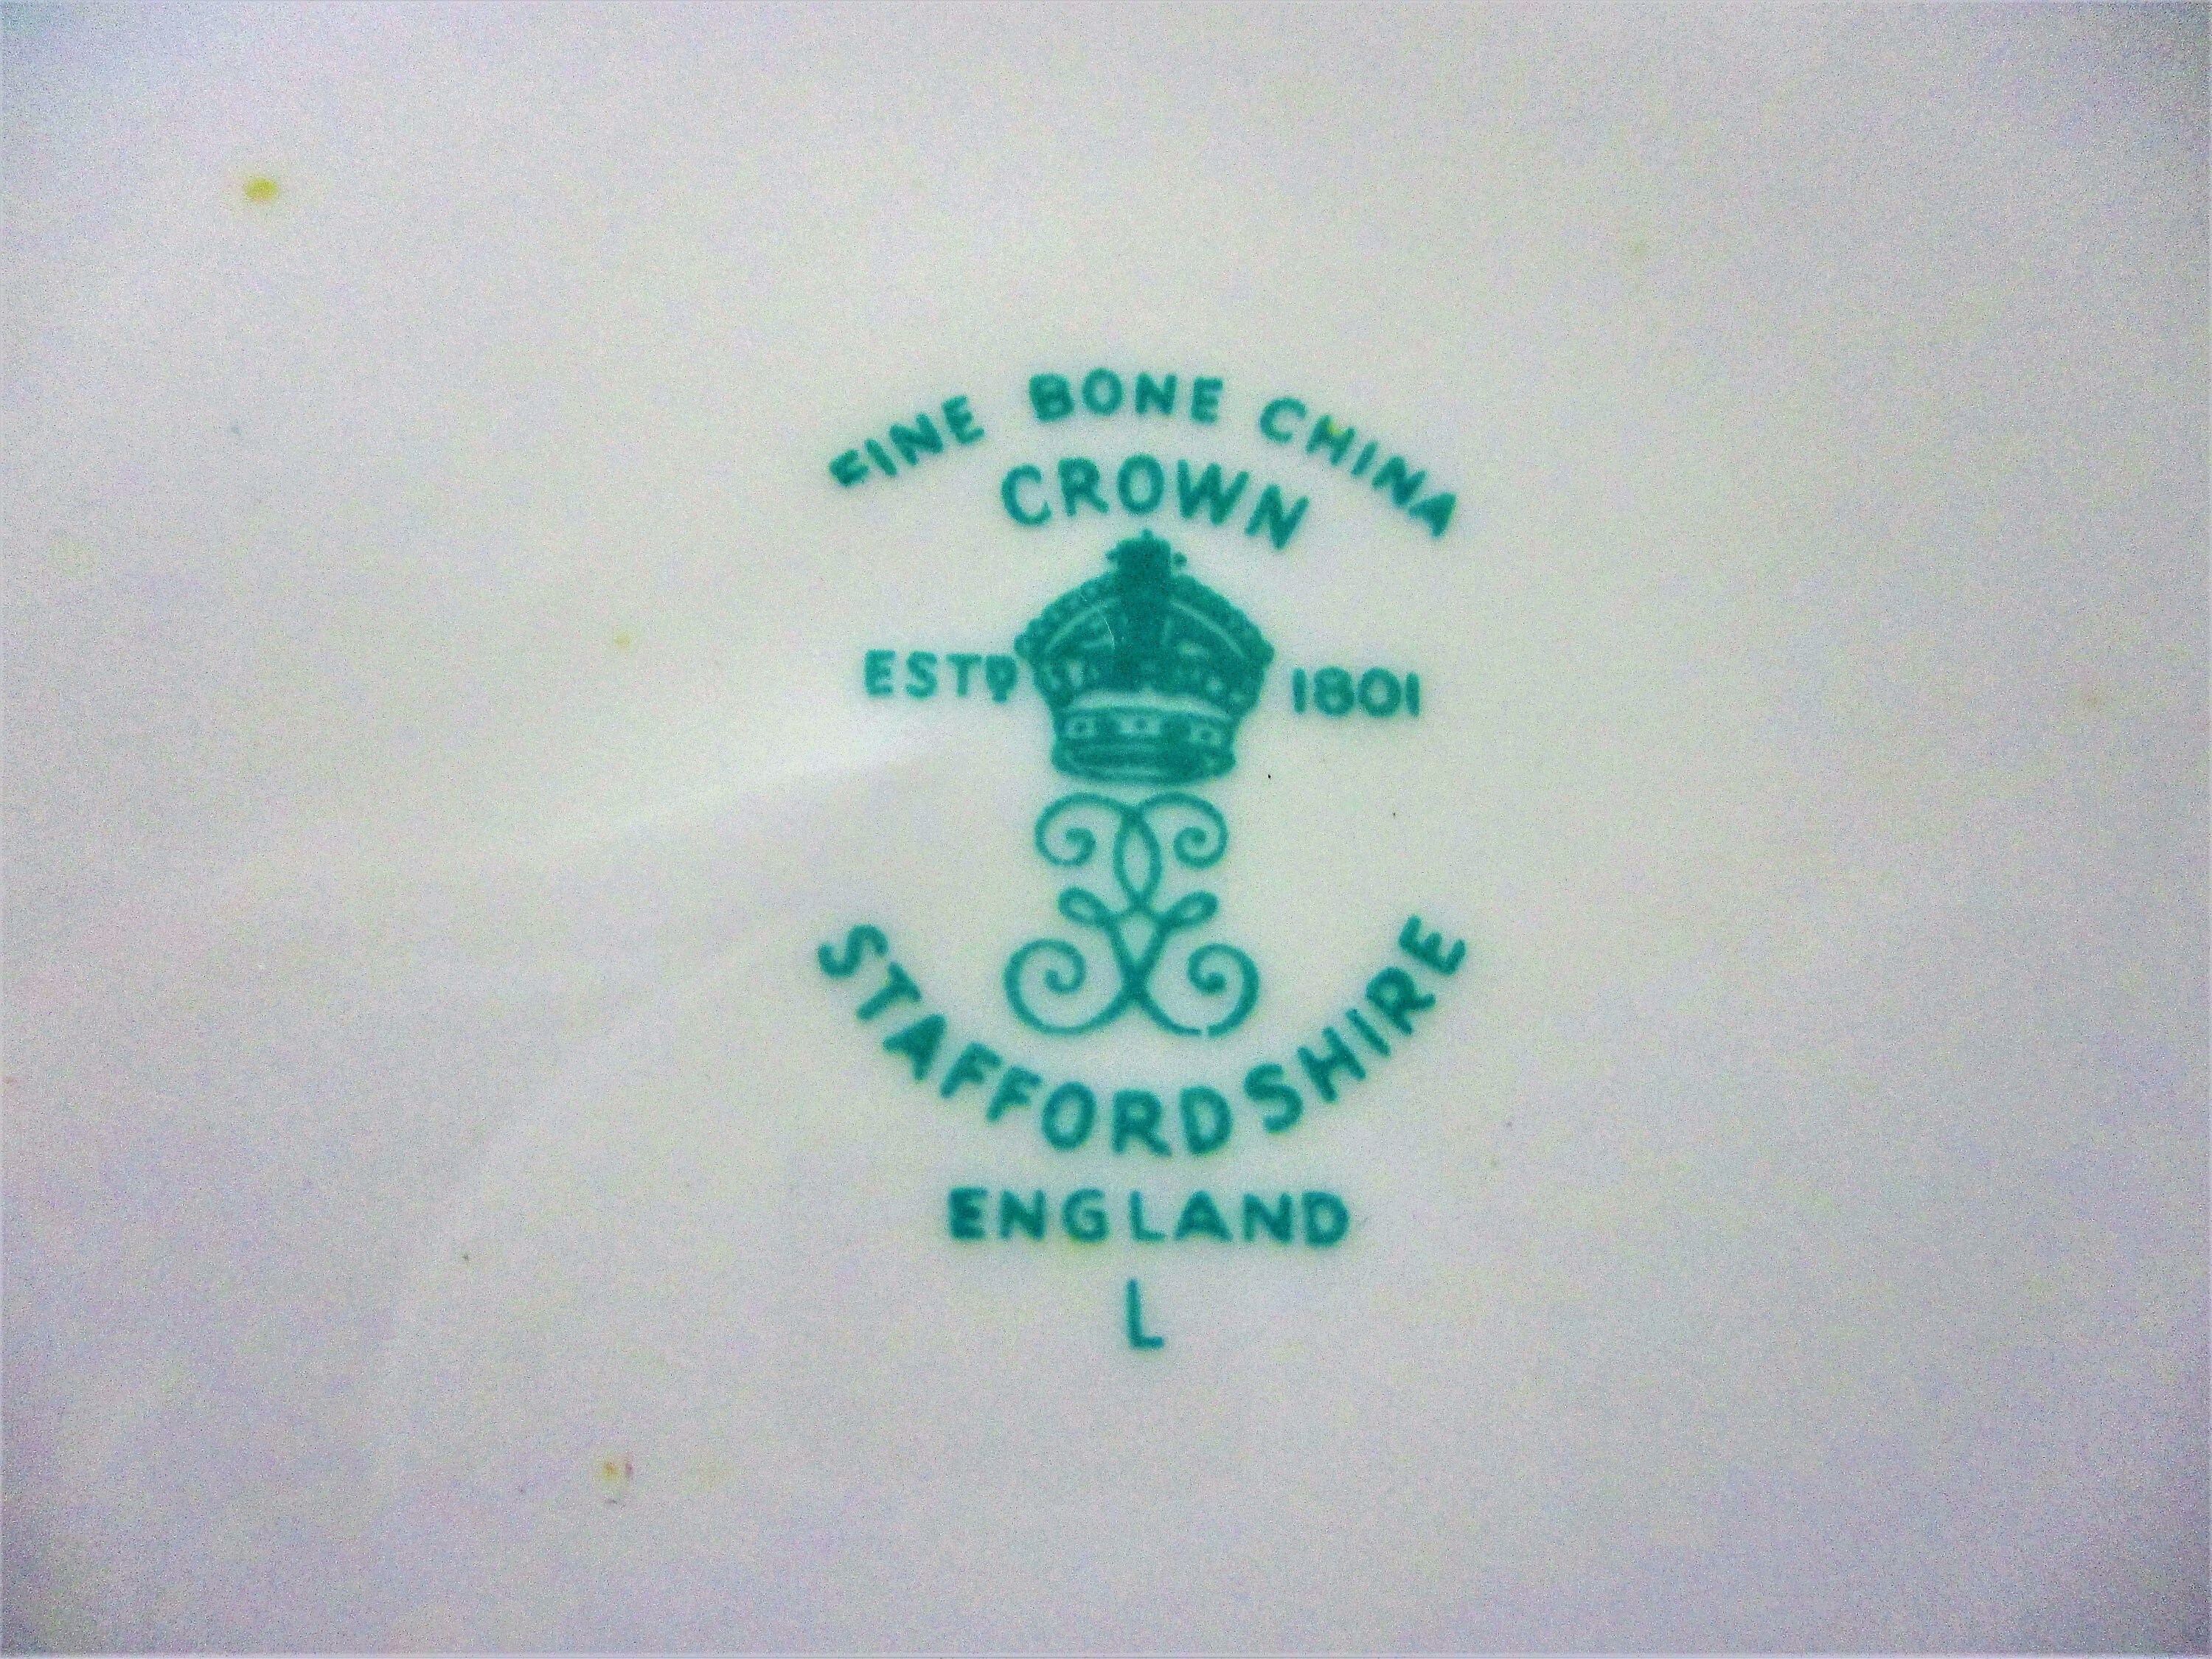 FINE BONE CHINA
CROWN
ESTD 1801
STAFFORDSHIRE
ENGLAND
L